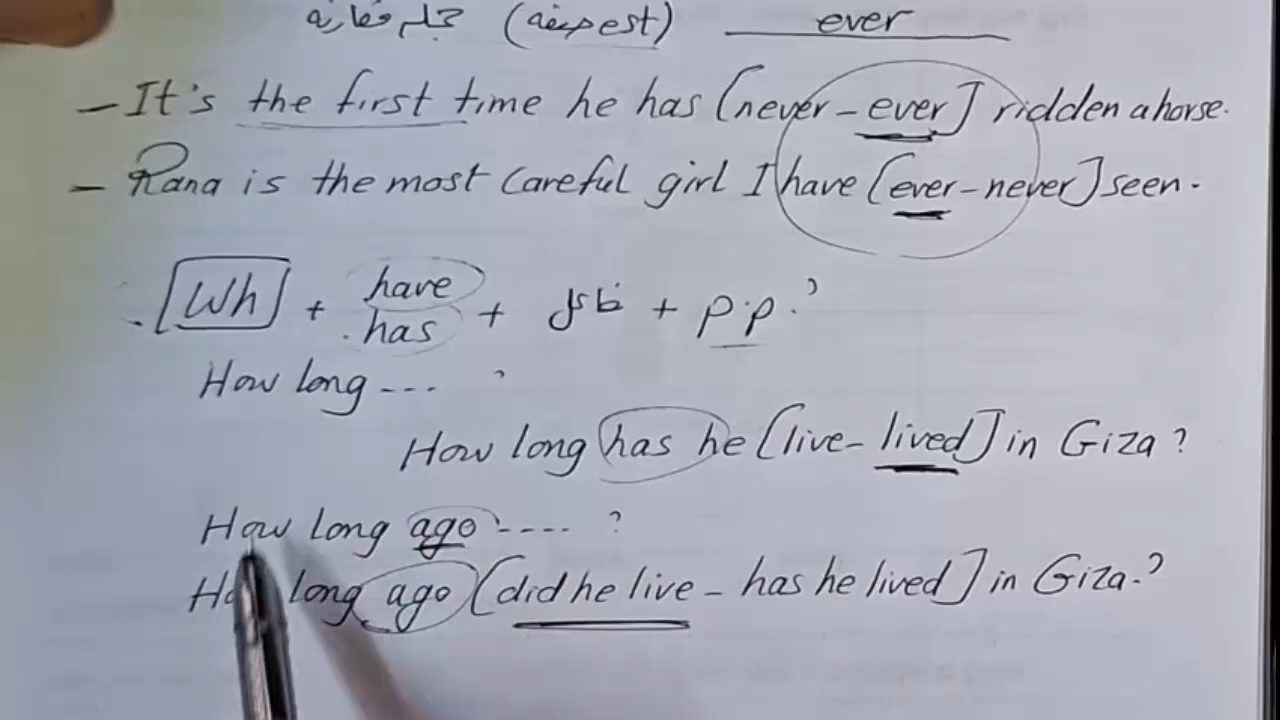 جمل مقارنة (صفة est) ever
– It's the first time he has [never – ever] ridden a horse.
– Rana is the most careful girl I have [ever – never] seen.
[Wh] + have / has + فاعل + p.p. ?
How long --- ?
How long has he [live – lived] in Giza ?
How long ago ---- ?
How long ago [did he live – has he lived] in Giza. ?